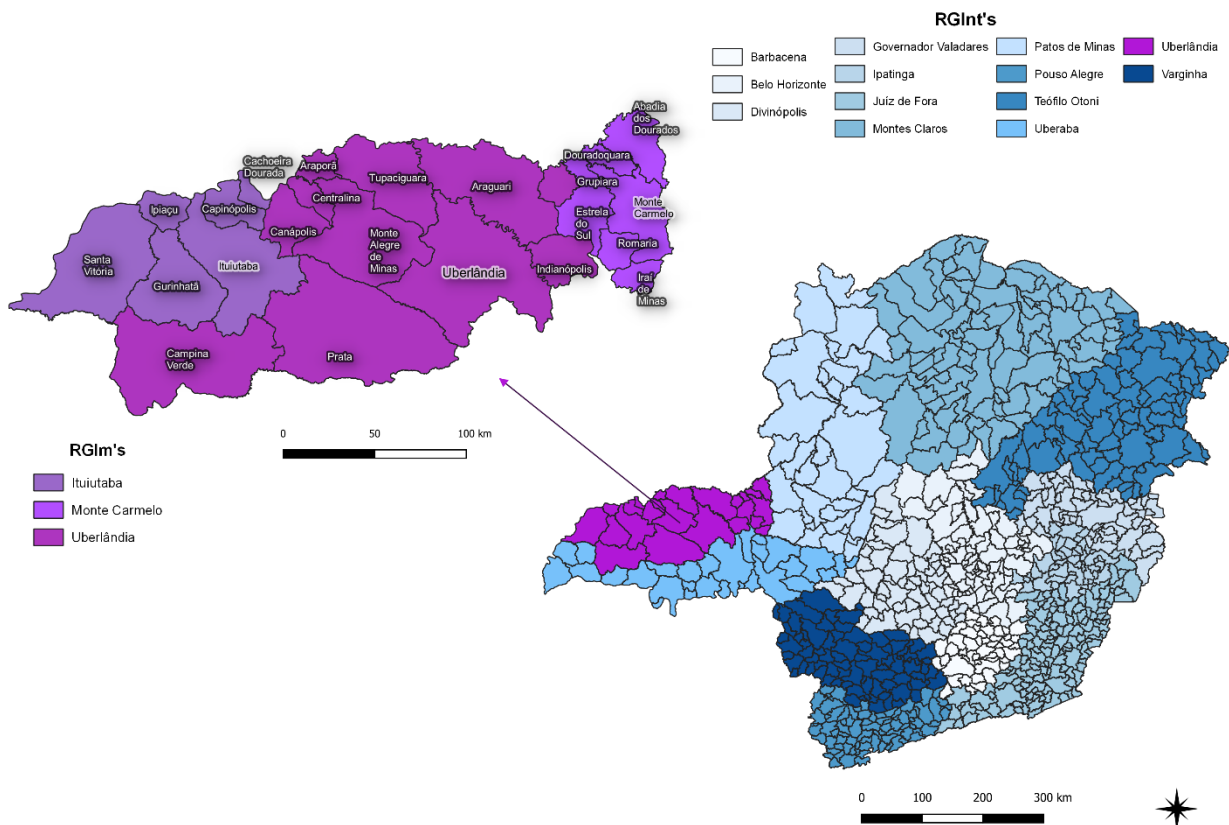 RGInt's
Barbacena
Belo Horizonte
Divinópolis
Governador Valadares
Ipatinga
Juíz de Fora
Montes Claros
Patos de Minas
Pouso Alegre
Teófilo Otoni
Uberaba
Uberlândia
Varginha
Abadia
dos
Dourados
Douradoquara
Grupiara
Monte
Carmelo
Estrela
do
Sul
Romaria
Iraí
de
Minas
Cachoeira
Dourada
Araporã
Tupaciguara
Araguari
Centralina
Ipiaçu
Capinópolis
Canápolis
Monte
Alegre
de
Minas
Santa
Vitória
Ituiutaba
Gurinhatã
Uberlândia
Indianópolis
Campina
Verde
Prata
0 50 100 km
RGIm's
Ituiutaba
Monte Carmelo
Uberlândia
0 100 200 300 km